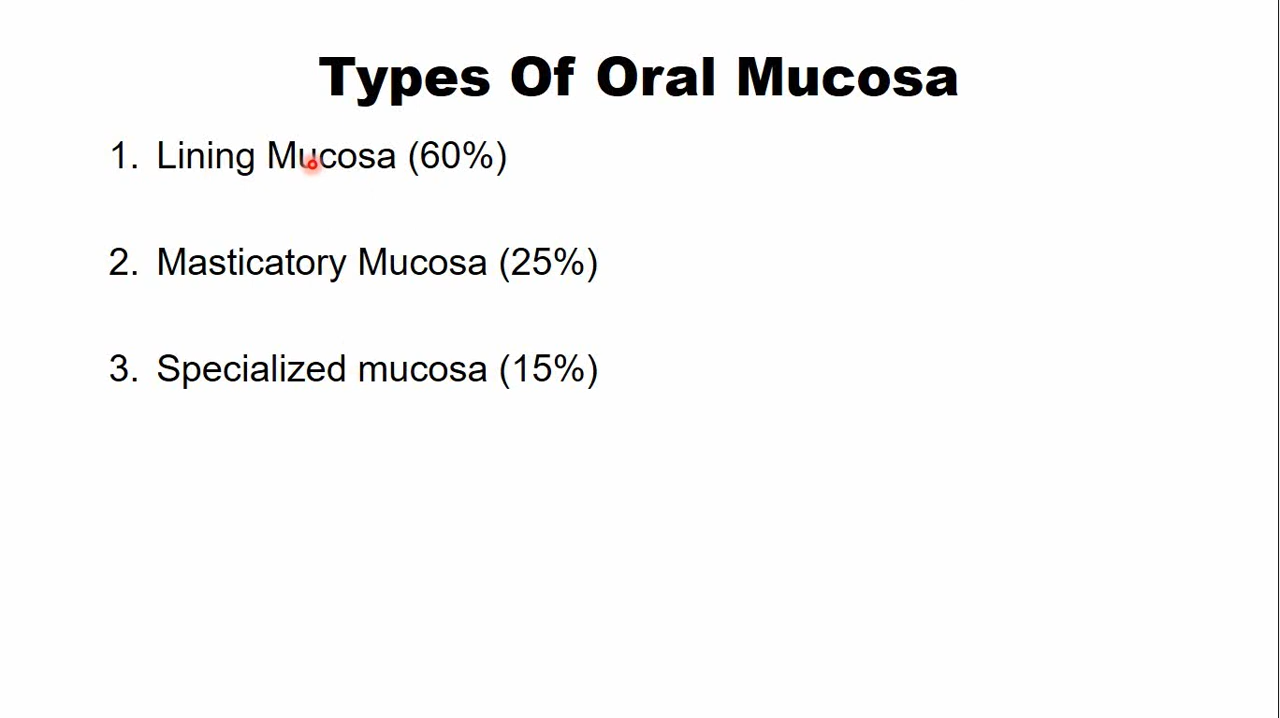 Types Of Oral Mucosa
1. Lining Mucosa (60%)
2. Masticatory Mucosa (25%)
3. Specialized mucosa (15%)